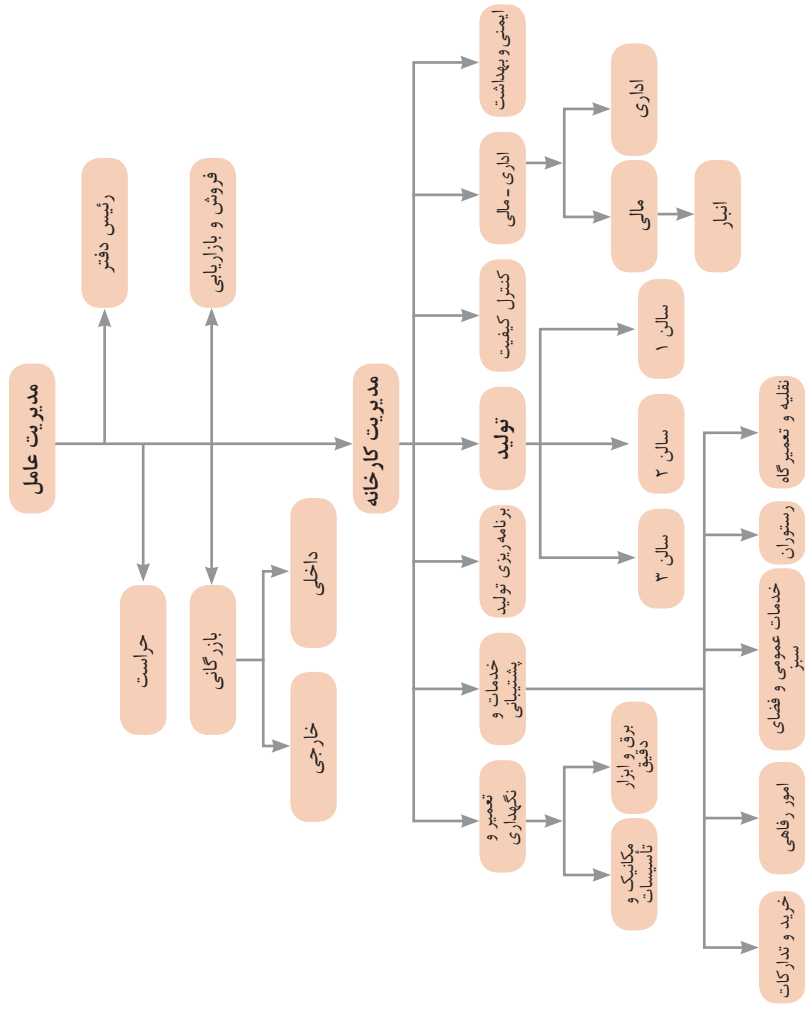 مدیریت عامل
رئیس دفتر
حراست
فروش و بازاریابی
بازرگانی
داخلی
خارجی
مدیریت کارخانه
ایمنی و بهداشت
اداری - مالی
کنترل کیفیت
تولید
برنامه ریزی تولید
خدمات و
پشتیبانی
تعمیر و
نگهداری
اداری
مالی
انبار
سالن ۱
سالن ۲
سالن ۳
برق و ابزار
دقیق
مکانیک و
تأسیسات
نقلیه و تعمیرگاه
رستوران
خدمات عمومی و فضای
سبز
امور رفاهی
خرید و تدارکات